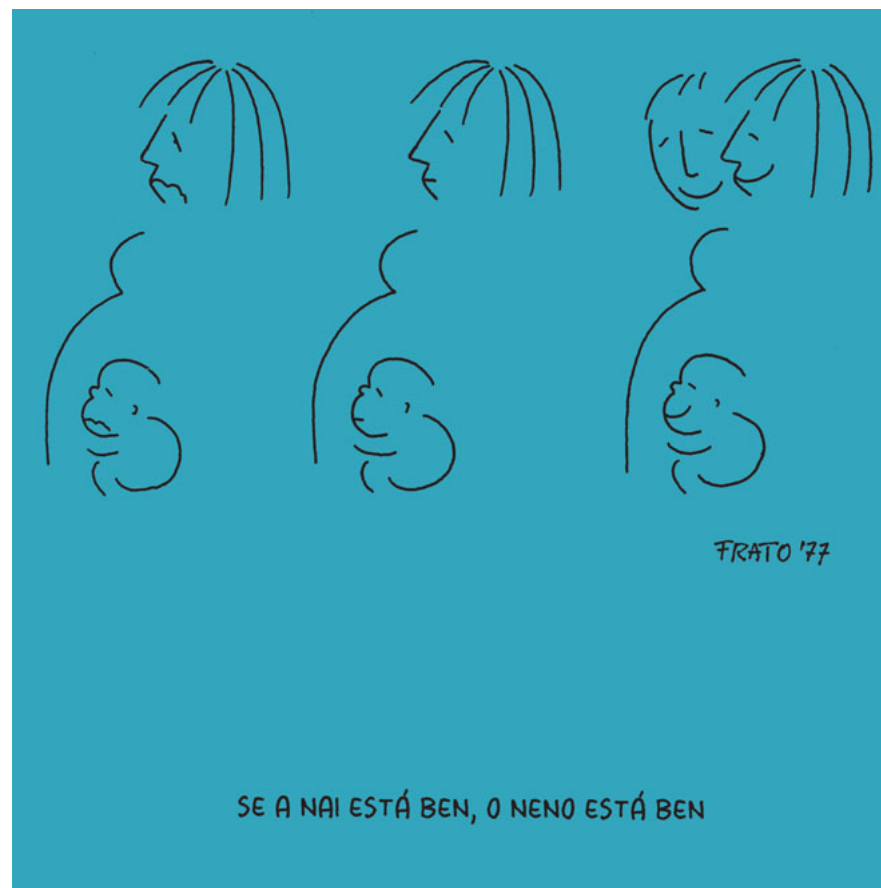 FRATO '77
SE A NAI ESTÁ BEN, O NENO ESTÁ BEN